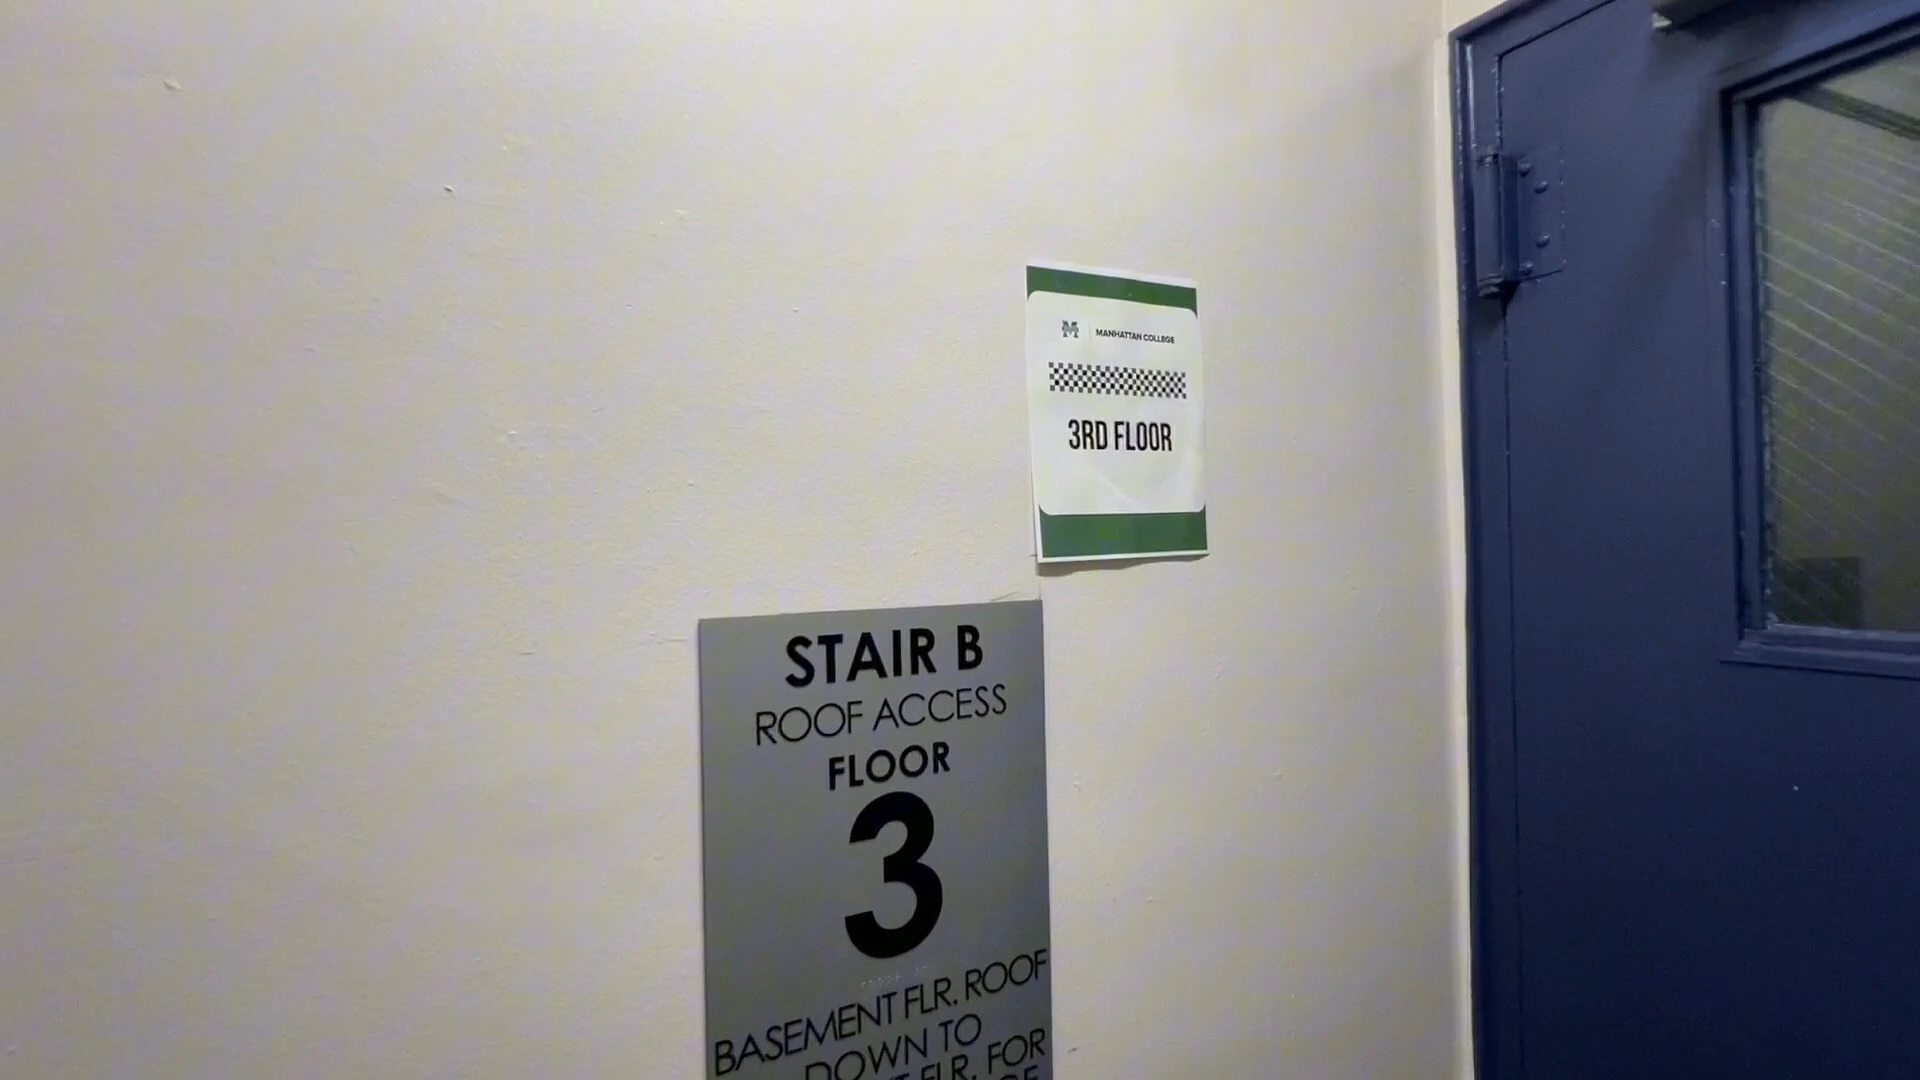 M | MANHATTAN COLLEGE
3RD FLOOR
STAIR B
ROOF ACCESS
FLOOR
3
BASEMENT FLR. ROOF
DOWN TO
FLR. FOR